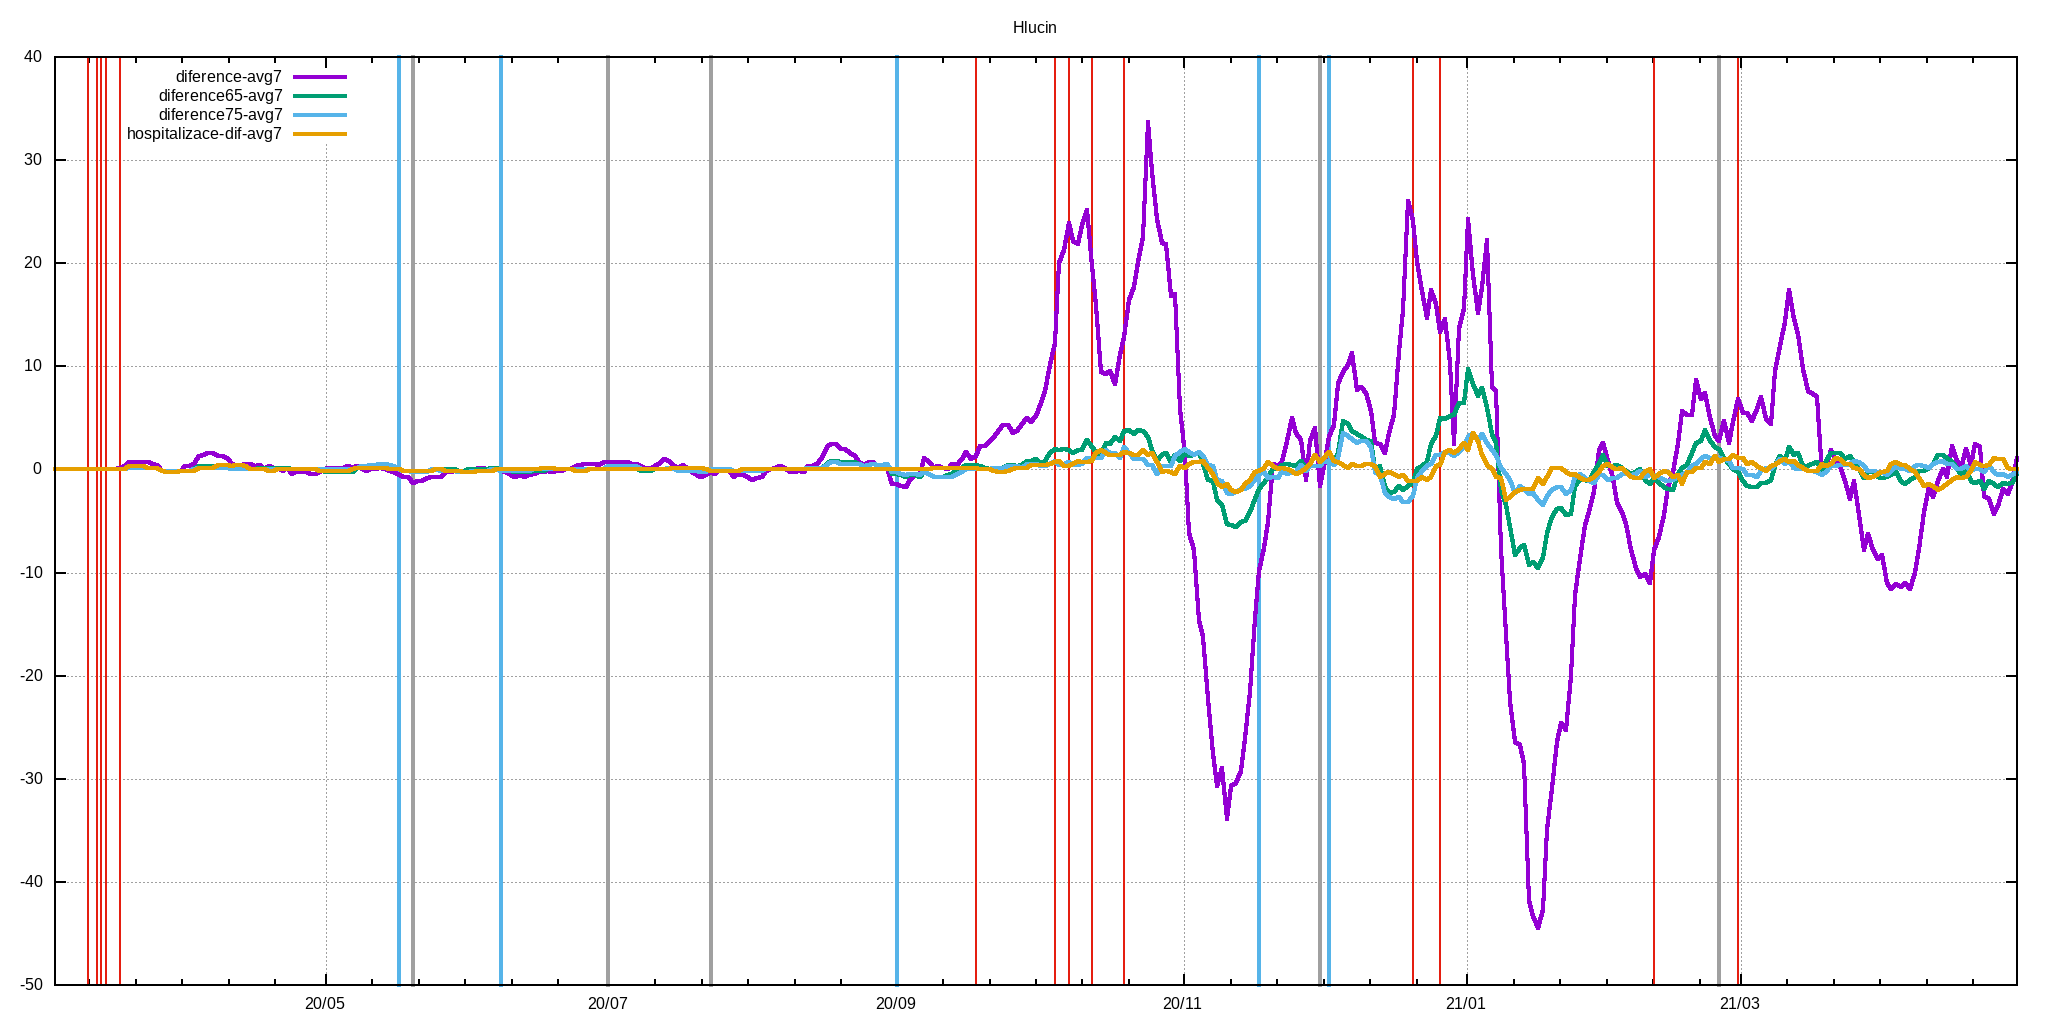 Hlucin
40
30
20
10
0
-10
-20
-30
-40
-50
diference-avg7
diference65-avg7
diference75-avg7
hospitalizace-dif-avg7
20/05 20/07 20/09 20/11 21/01 21/03